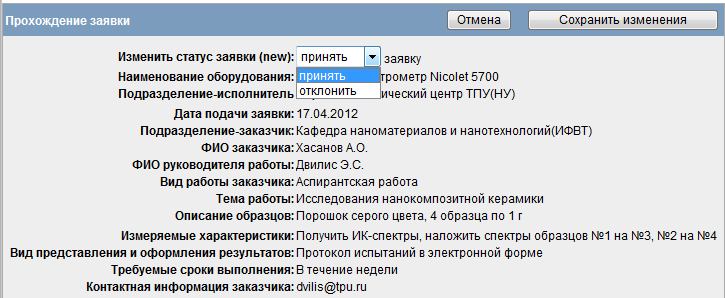 Прохождение заявки Отмена Сохранить изменения
Изменить статус заявки (new): принять заявку
принять
отклонить
Наименование оборудования: трометр Nicolet 5700
Подразделение-исполнитель ический центр ТПУ(НУ)
Дата подачи заявки: 17.04.2012
Подразделение-заказчик: Кафедра наноматериалов и нанотехнологий(ИФВТ)
ФИО заказчика: Хасанов А.О.
ФИО руководителя работы: Двилис Э.С.
Вид работы заказчика: Аспирантская работа
Тема работы: Исследования нанокомпозитной керамики
Описание образцов: Порошок серого цвета, 4 образца по 1 г
Измеряемые характеристики: Получить ИК-спектры, наложить спектры образцов №1 на №3, №2 на №4
Вид представления и оформления результатов: Протокол испытаний в электронной форме
Требуемые сроки выполнения: В течение недели
Контактная информация заказчика: dvilis@tpu.ru